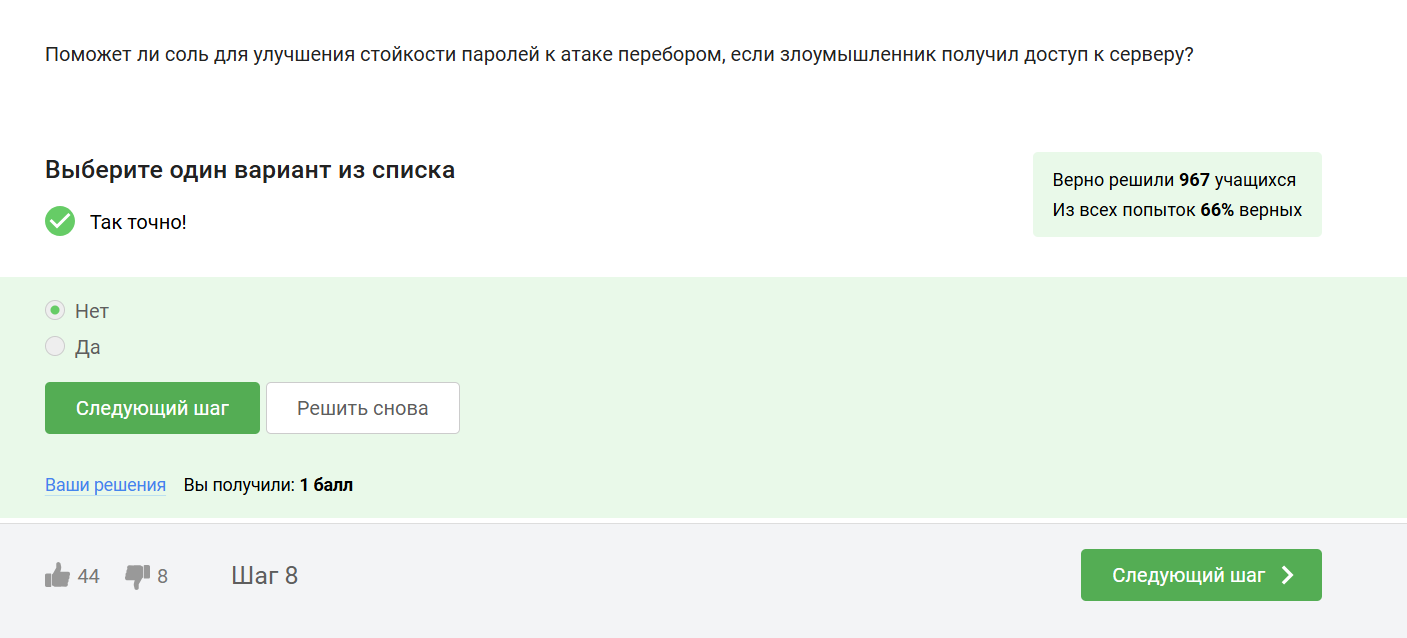 Поможет ли соль для улучшения стойкости паролей к атаке перебором, если злоумышленник получил доступ к серверу?
Выберите один вариант из списка
Верно решили 967 учащихся
Из всех попыток 66% верных
Так точно!
Нет
Да
Следующий шаг
Решить снова
Ваши решения Вы получили: 1 балл
44 8 Шаг 8 Следующий шаг